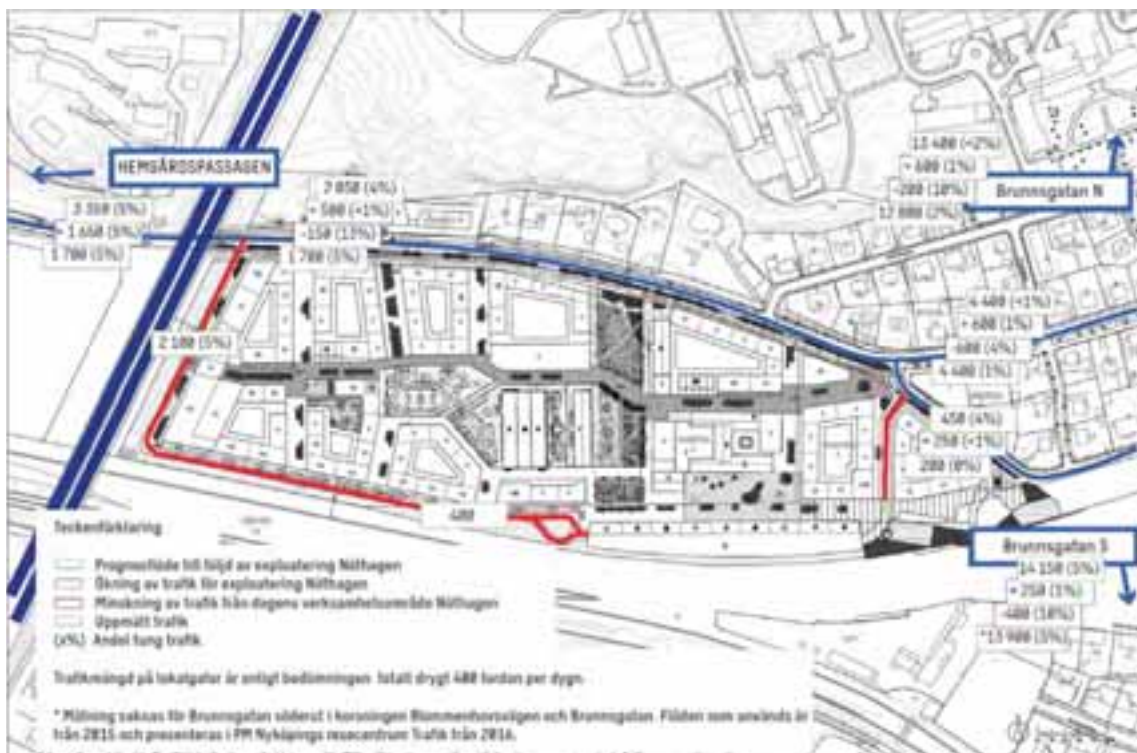 HEMGÅRDSPASSAGEN
3 350 (5%)
+ 1 650 (5%)
1 700 (5%)
2 050 (4%)
+ 500 (<1%)
-150 (13%)
1 700 (5%)
13 400 (<2%)
+ 600 (1%)
-200 (10%)
Brunnsgatan N
2 100 (5%)
4 400 (<1%)
+ 600 (1%)
-600 (4%)
4 400 (1%)
450 (4%)
+ 250 (<1%)
200 (8%)
400
Brunnsgatan S
14 150 (5%)
+ 250 (1%)
-400 (10%)
*13 900 (5%)
Teckenförklaring
Prognosflöde till följd av exploatering Nöthagen
Ökning av trafik för exploatering Nöthagen
Minskning av trafik från dagens verksamhetsområde Nöthagen
Uppmätt trafik
(x%) Andel tung trafik
Trafikmängd på lokalgator är enligt bedömningen totalt drygt 400 fordon per dygn.
* Mätning saknas för Brunnsgatan söderut i korsningen Blommenhovsvägen och Brunnsgatan. Flöden som används är
från 2015 och presenteras i PM Nyköpings resecentrum Trafik från 2016.